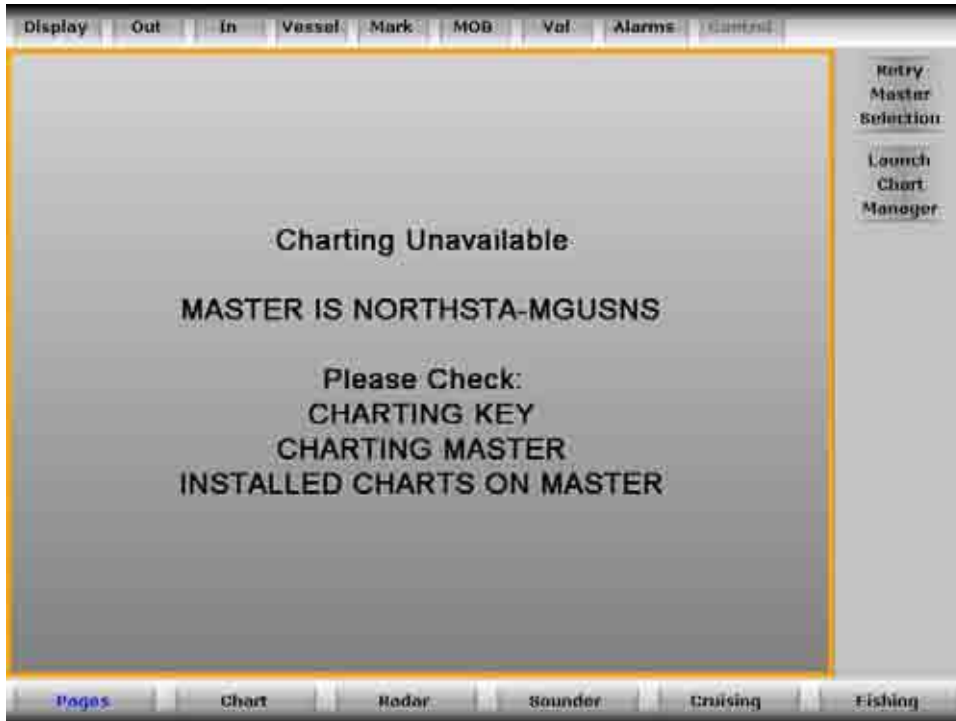 Display Out In Vessel Mark MOB Vol Alarms Control
Retry
Master
Selection
Launch
Chart
Manager
Charting Unavailable
MASTER IS NORTHSTA-MGUSNS
Please Check:
CHARTING KEY
CHARTING MASTER
INSTALLED CHARTS ON MASTER
Pages Chart Radar Sounder Cruising Fishing